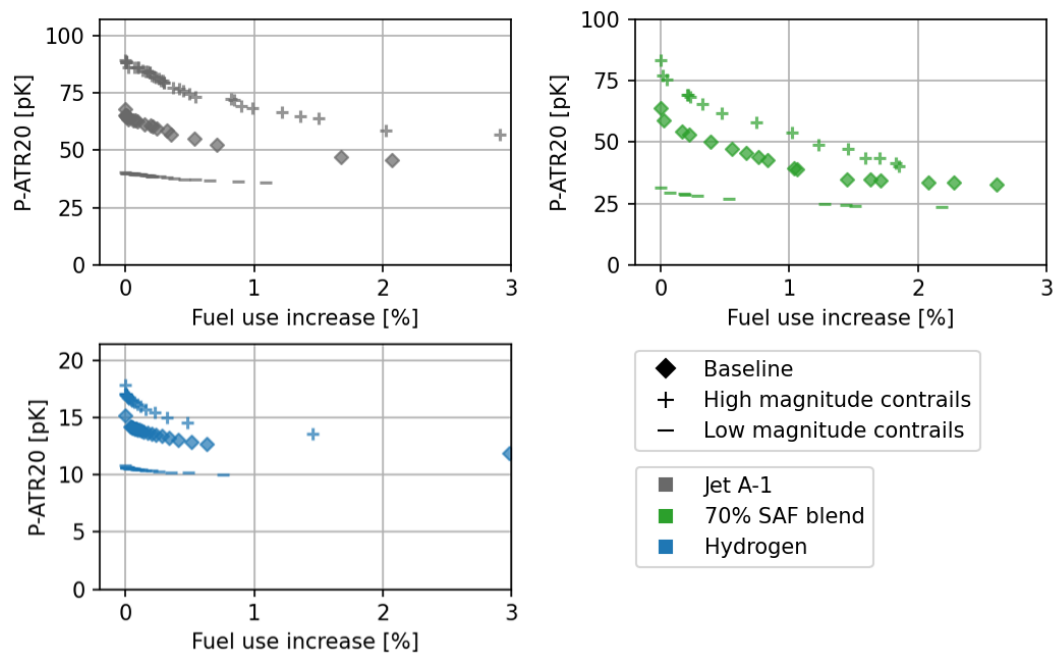 P-ATR20 [pK]
100
75
50
25
0
0 1 2 3
Fuel use increase [%]
P-ATR20 [pK]
100
75
50
25
0
0 1 2 3
Fuel use increase [%]
P-ATR20 [pK]
20
15
10
5
0
0 1 2 3
Fuel use increase [%]
Baseline
High magnitude contrails
Low magnitude contrails
Jet A-1
70% SAF blend
Hydrogen